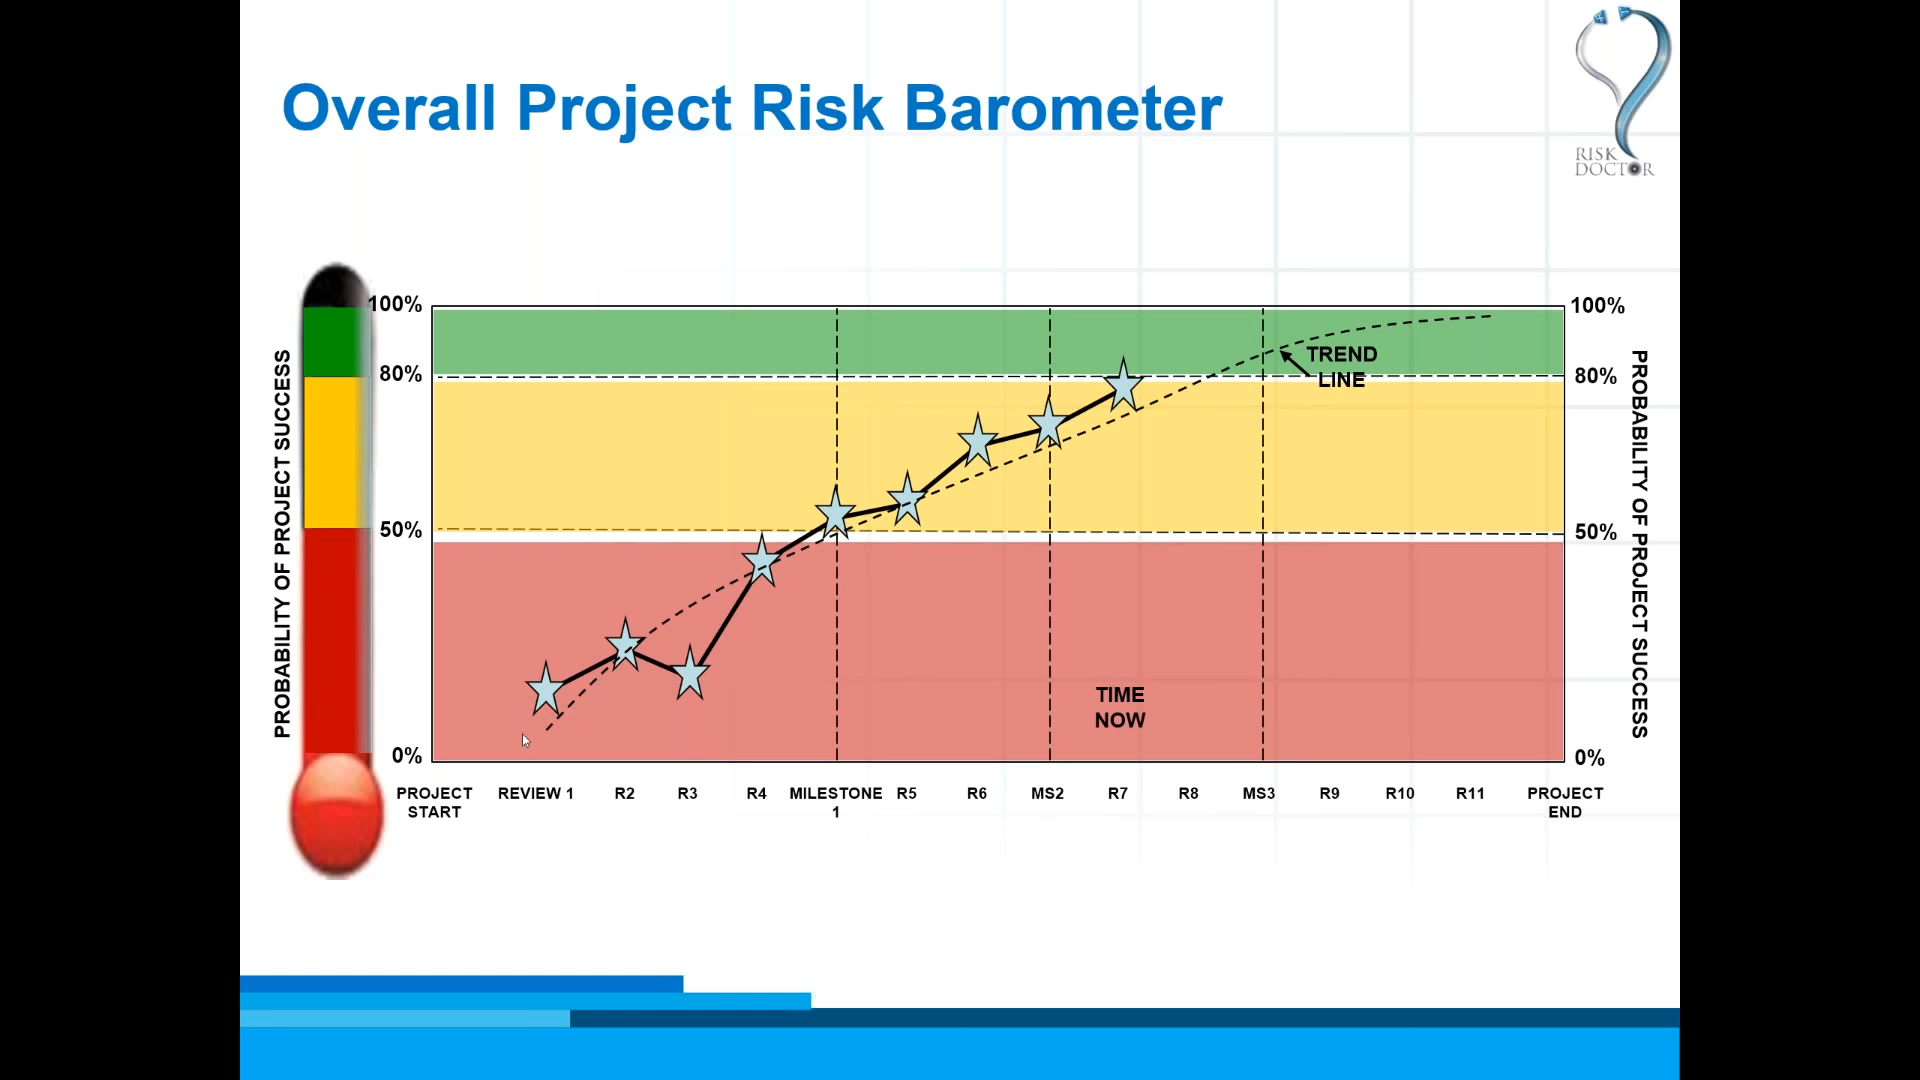 Overall Project Risk Barometer
RISK
DOCTOR
PROBABILITY OF PROJECT SUCCESS
100%
80%
50%
0%
TREND
LINE
TIME
NOW
100%
80%
50%
0%
PROBABILITY OF PROJECT SUCCESS
PROJECT
START
REVIEW 1
R2
R3
R4
MILESTONE
1
R5
R6
MS2
R7
R8
MS3
R9
R10
R11
PROJECT
END